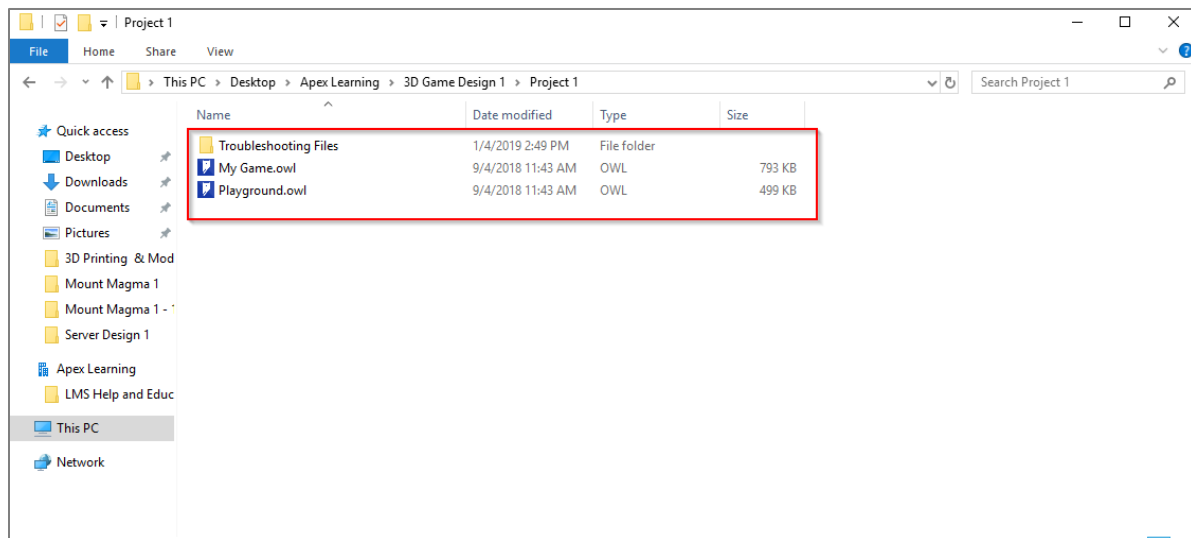 Project 1
File Home Share View
This PC > Desktop > Apex Learning > 3D Game Design 1 > Project 1
Search Project 1
Name Date modified Type Size
Quick access
Desktop
Downloads
Documents
Pictures
3D Printing & Mod
Mount Magma 1
Mount Magma 1 - 1
Server Design 1
Apex Learning
LMS Help and Educ
This PC
Network
Troubleshooting Files 1/4/2019 2:49 PM File folder
My Game.owl 9/4/2018 11:43 AM OWL 793 KB
Playground.owl 9/4/2018 11:43 AM OWL 499 KB